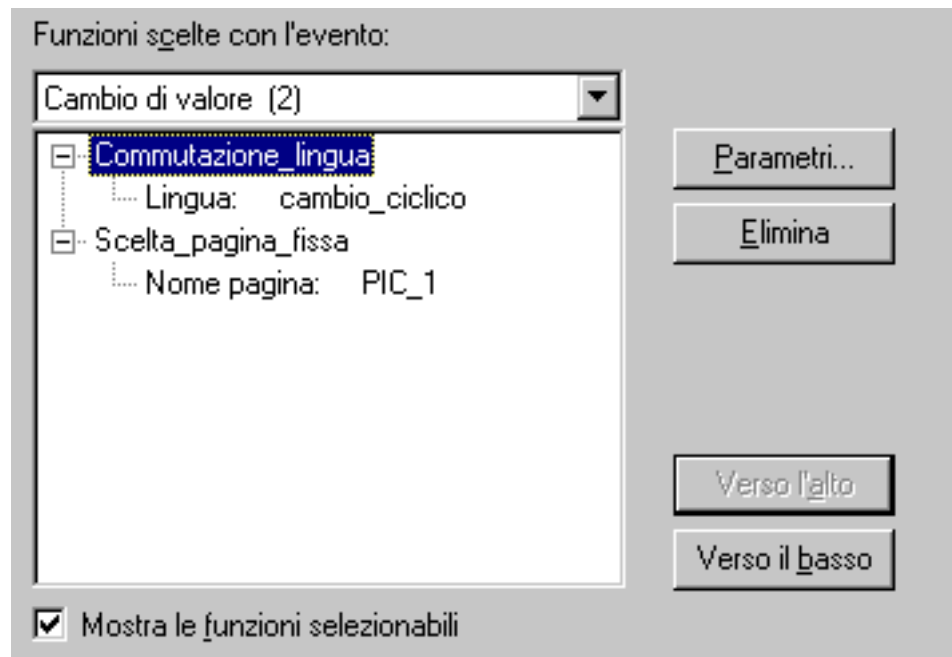 Funzioni scelte con l'evento:
Cambio di valore (2)
Commutazione_lingua
Lingua: cambio_ciclico
Scelta_pagina_fissa
Nome pagina: PIC_1
Parametri...
Elimina
Verso l'alto
Verso il basso
Mostra le funzioni selezionabili